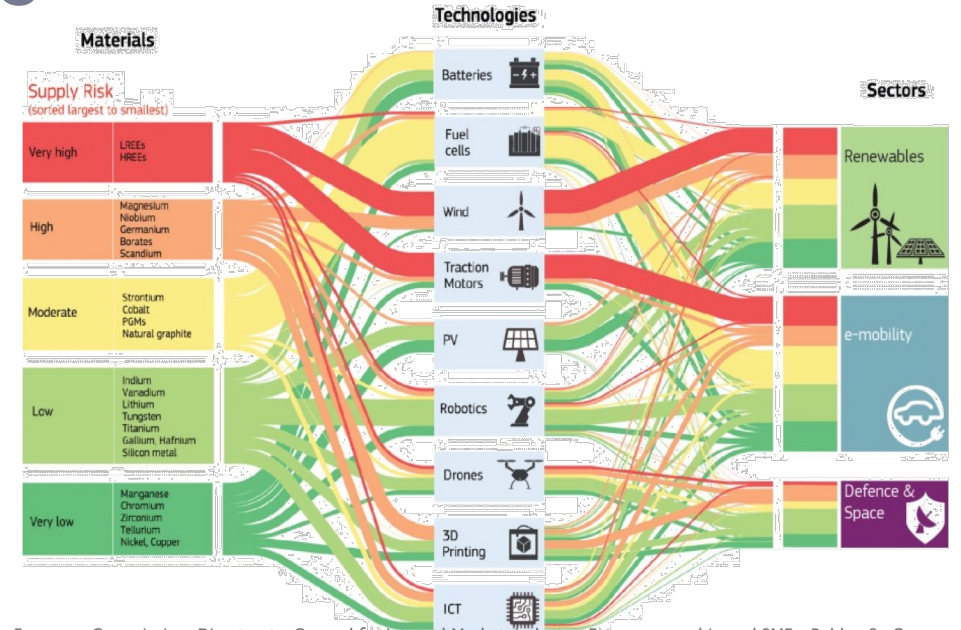 Technologies
Materials
Sectors
Supply Risk
(sorted largest to smallest)
Very high
LREEs
HREEs
High
Magnesium
Niobium
Germanium
Borates
Scandium
Moderate
Strontium
Cobalt
PGMs
Natural graphite
Low
Indium
Vanadium
Lithium
Tungsten
Titanium
Gallium, Hafnium
Silicon metal
Very low
Manganese
Chromium
Zirconium
Tellurium
Nickel, Copper
Batteries
Fuel
cells
Wind
Traction
Motors
PV
Robotics
Drones
3D
Printing
ICT
Renewables
e-mobility
Defence &
Space